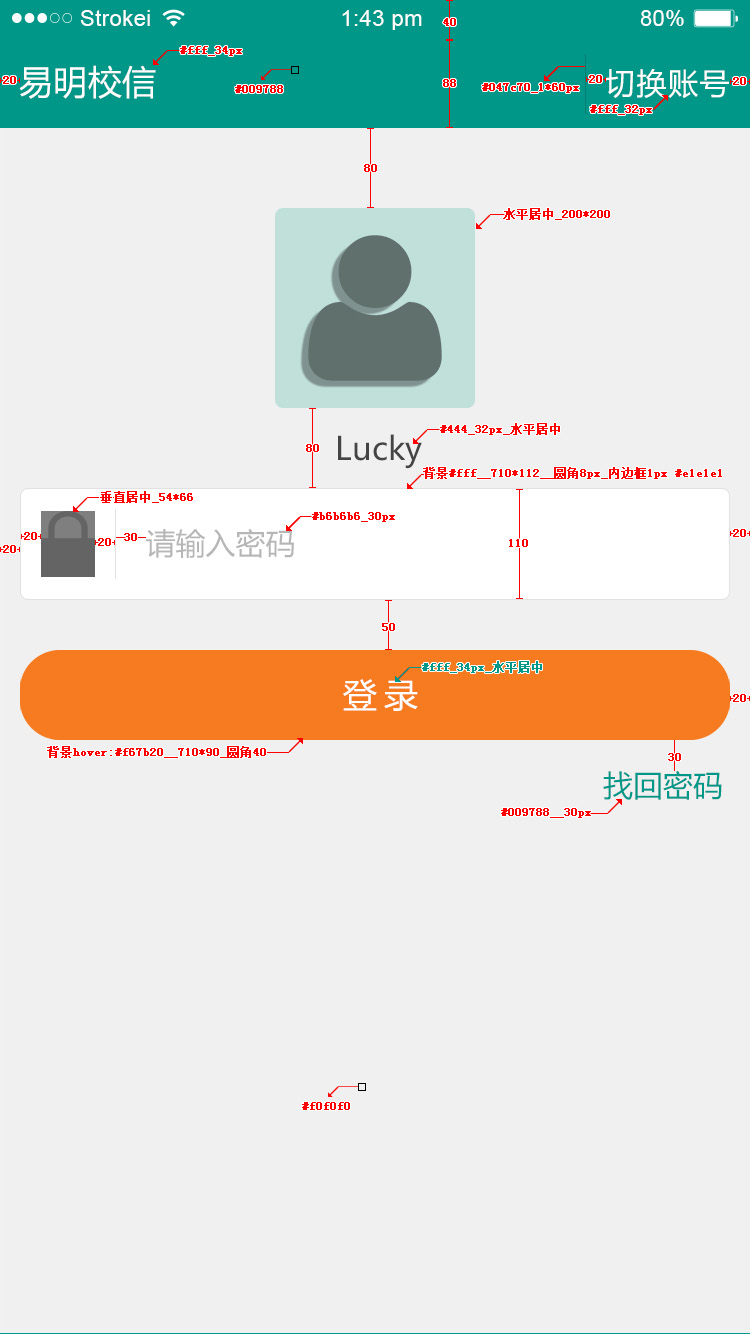 Strokei 1:43 pm 80%
40
#fff_34px
20 易明校信 #009788 88 #047c70_1*60px 20 切换账号 20
#fff_32px
80
水平居中_200*200
#444_32px_水平居中
80 Lucky
背景#fff__710*112__圆角8px_内边框1px #e1e1e1
垂直居中_54*66
#b6b6b6_30px
20 20 20 30 请输入密码 110 20
50
#fff_34px_水平居中
登录 20
背景hover:#f67b20__710*90_圆角40
30
找回密码
#009788__30px
#f0f0f0